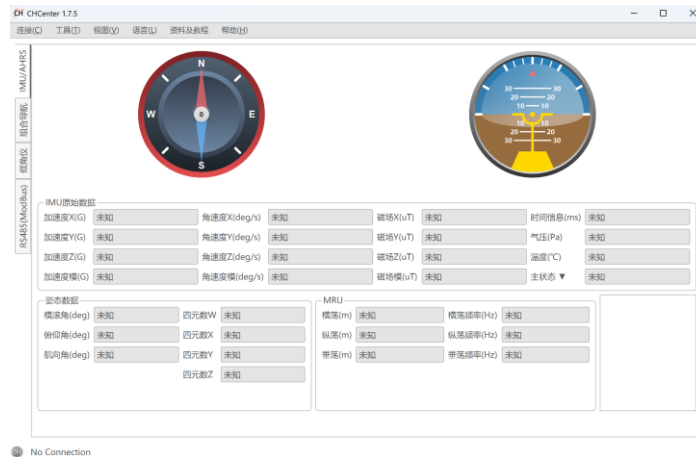 CH CHCenter 1.7.5
连接(C) 工具(T) 视图(V) 语言(L) 资料及教程 帮助(H)
IMU/AHRS
组合导航
倾角仪
RS485(ModBus)
N
W 0 E
S
30 30
20 20
10 10
10 10
20 20
30 30
IMU原始数据
加速度X(G) 未知 角速度X(deg/s) 未知 磁场X(uT) 未知 时间信息(ms) 未知
加速度Y(G) 未知 角速度Y(deg/s) 未知 磁场Y(uT) 未知 气压(Pa) 未知
加速度Z(G) 未知 角速度Z(deg/s) 未知 磁场Z(uT) 未知 温度(℃) 未知
加速度模(G) 未知 角速度模(deg/s) 未知 磁场模(uT) 未知 主状态 ▼ 未知
姿态数据 MRU
横滚角(deg) 未知 四元数W 未知 横荡(m) 未知 横荡频率(Hz) 未知
俯仰角(deg) 未知 四元数X 未知 纵荡(m) 未知 纵荡频率(Hz) 未知
航向角(deg) 未知 四元数Y 未知 垂荡(m) 未知 垂荡频率(Hz) 未知
四元数Z 未知
No Connection